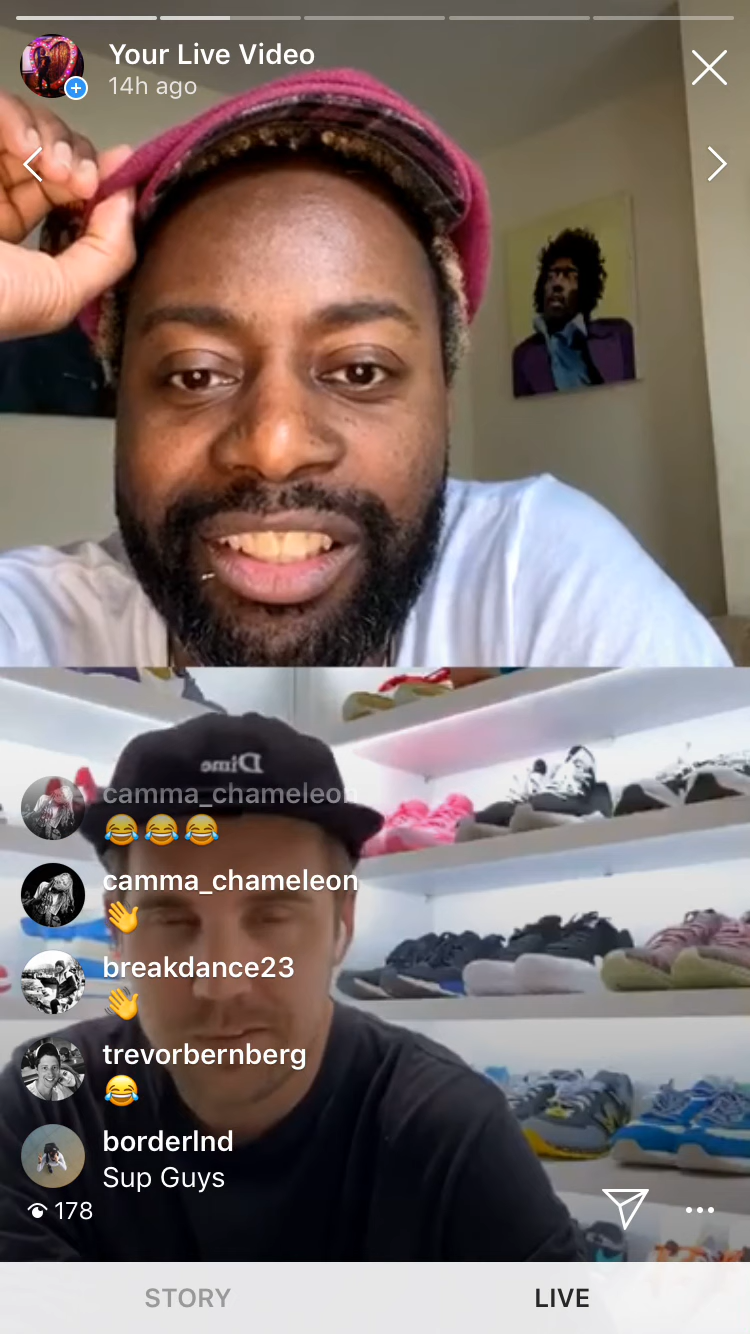 Your Live Video
14h ago
Dime
camma_chameleon
😂😂😂
camma_chameleon
👋
breakdance23
👋
trevorbernberg
😂
borderlnd
Sup Guys
178
STORY
LIVE